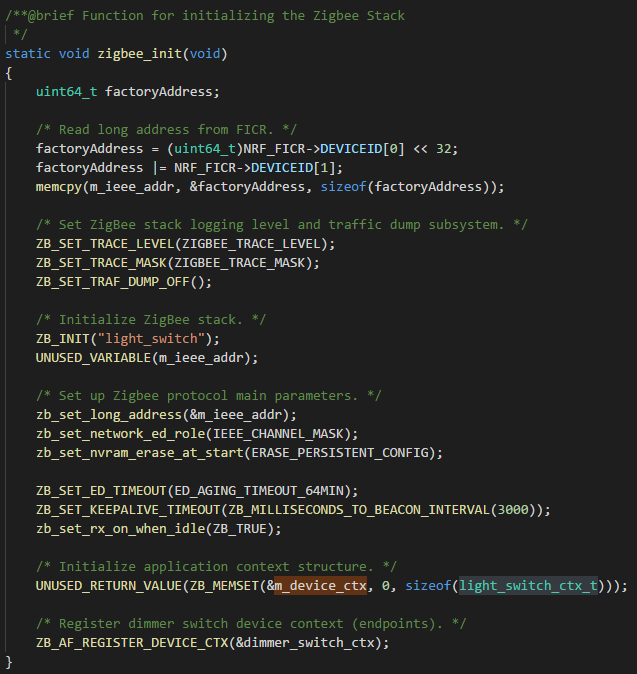 /**@brief Function for initializing the Zigbee Stack
 */
static void zigbee_init(void)
{
    uint64_t factoryAddress;

    /* Read long address from FICR. */
    factoryAddress = (uint64_t)NRF_FICR->DEVICEID[0] << 32;
    factoryAddress |= NRF_FICR->DEVICEID[1];
    memcpy(m_ieee_addr, &factoryAddress, sizeof(factoryAddress));

    /* Set ZigBee stack logging level and traffic dump subsystem. */
    ZB_SET_TRACE_LEVEL(ZIGBEE_TRACE_LEVEL);
    ZB_SET_TRACE_MASK(ZIGBEE_TRACE_MASK);
    ZB_SET_TRAF_DUMP_OFF();

    /* Initialize ZigBee stack. */
    ZB_INIT("light_switch");
    UNUSED_VARIABLE(m_ieee_addr);

    /* Set up Zigbee protocol main parameters. */
    zb_set_long_address(&m_ieee_addr);
    zb_set_network_ed_role(IEEE_CHANNEL_MASK);
    zb_set_nvram_erase_at_start(ERASE_PERSISTENT_CONFIG);

    ZB_SET_ED_TIMEOUT(ED_AGING_TIMEOUT_64MIN);
    ZB_SET_KEEPALIVE_TIMEOUT(ZB_MILLISECONDS_TO_BEACON_INTERVAL(3000));
    zb_set_rx_on_when_idle(ZB_TRUE);

    /* Initialize application context structure. */
    UNUSED_RETURN_VALUE(ZB_MEMSET(&m_device_ctx, 0, sizeof(light_switch_ctx_t)));

    /* Register dimmer switch device context (endpoints). */
    ZB_AF_REGISTER_DEVICE_CTX(&dimmer_switch_ctx);
}